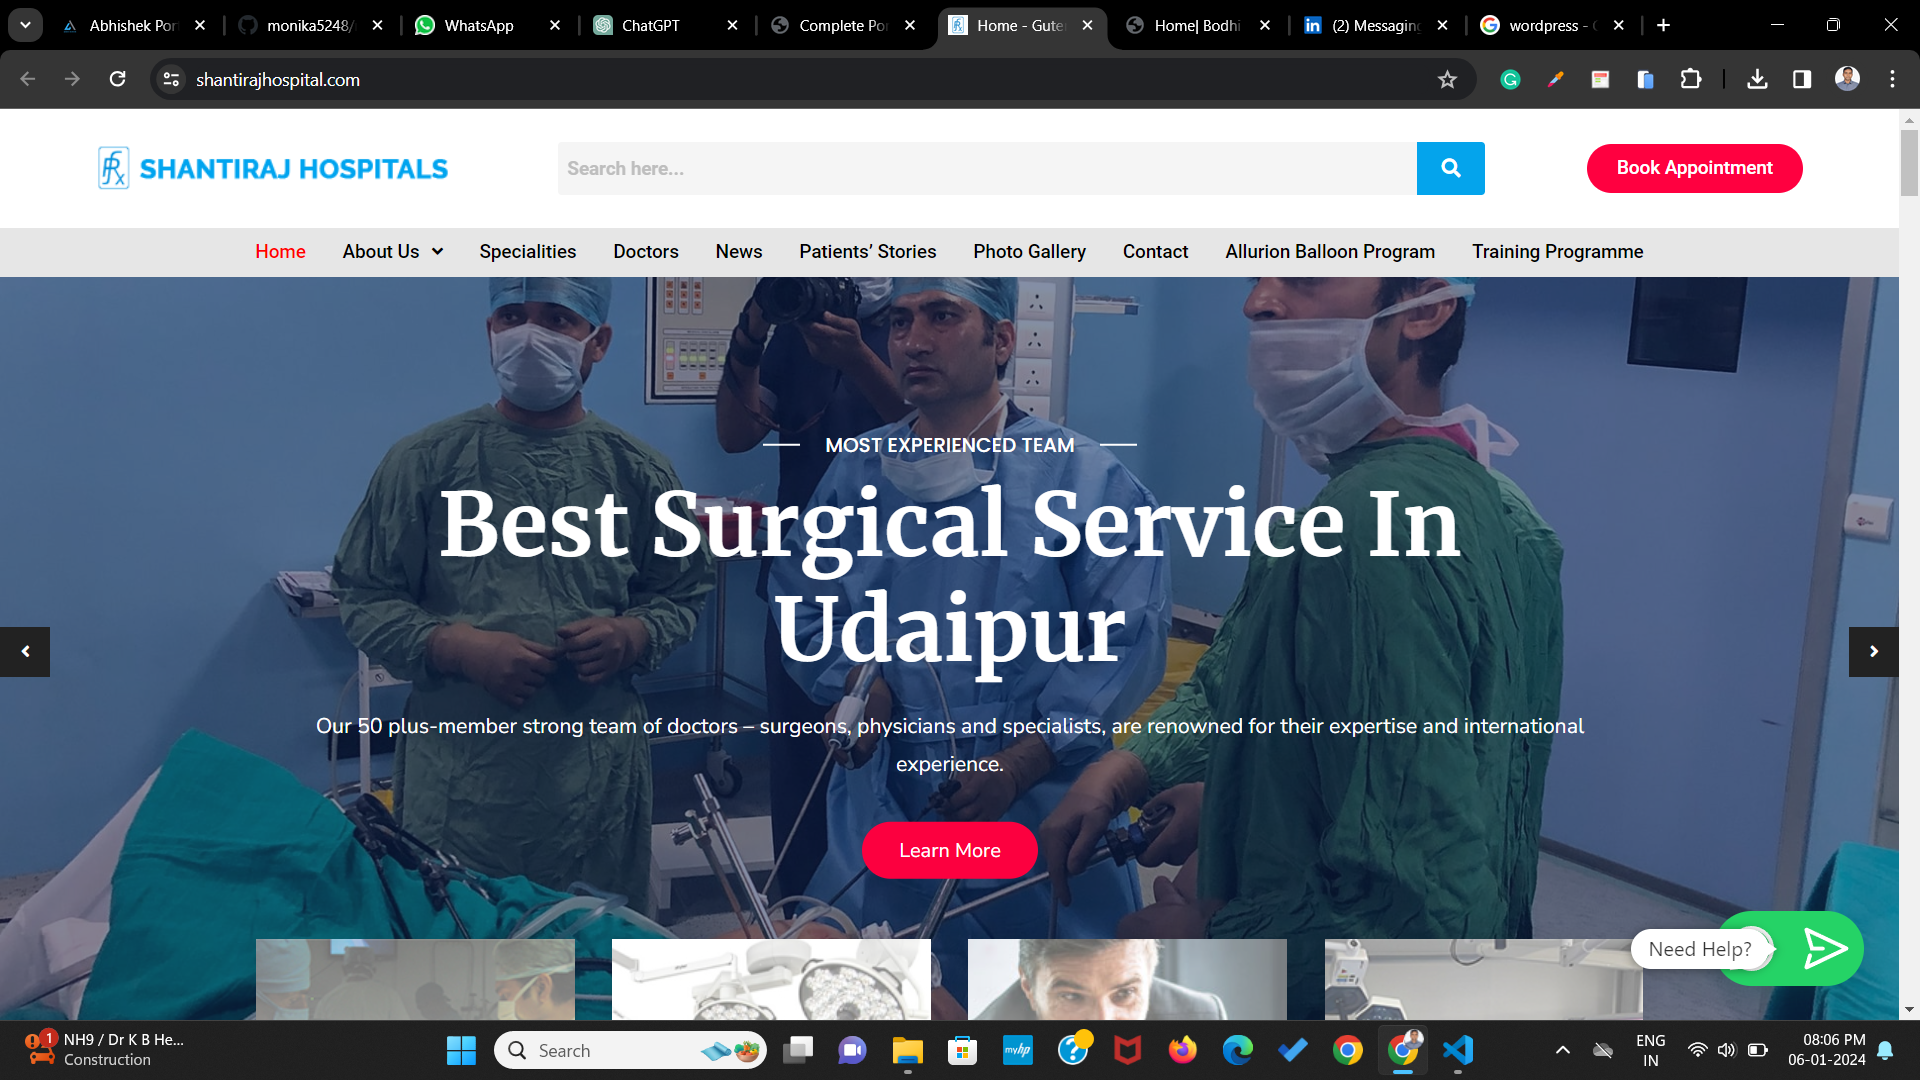 Abhishek Por
monika5248/
WhatsApp
ChatGPT
Complete Po
Home - Gute
Home| Bodhi
(2) Messaging
wordpress -
shantirajhospital.com
SHANTIRAJ HOSPITALS
Search here...
Book Appointment
Home
About Us
Specialities
Doctors
News
Patients’ Stories
Photo Gallery
Contact
Allurion Balloon Program
Training Programme
MOST EXPERIENCED TEAM
Best Surgical Service In
Udaipur
Our 50 plus-member strong team of doctors – surgeons, physicians and specialists, are renowned for their expertise and international
experience.
Learn More
Need Help?
1
NH9 / Dr K B He...
Construction
Search
myhp
ENG
IN
08:06 PM
06-01-2024